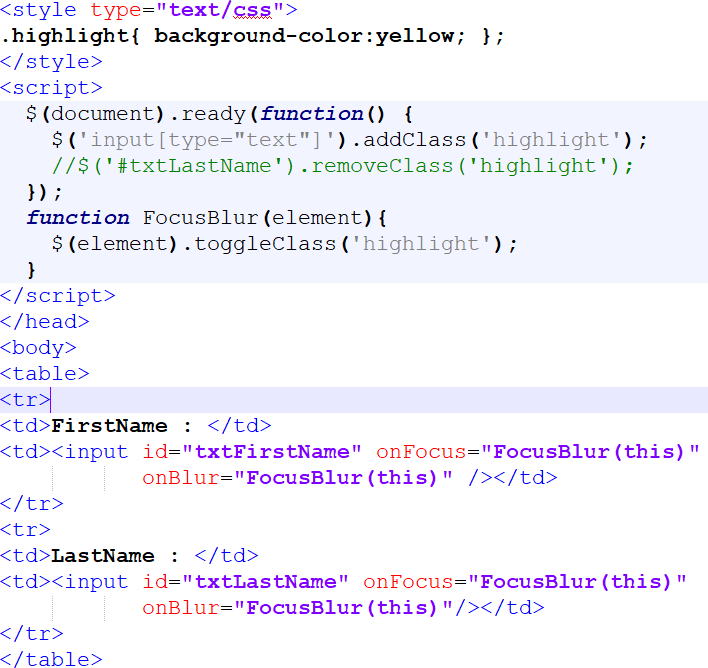 <style type="text/css">
.highlight{ background-color:yellow; };
</style>
<script>
  $(document).ready(function() {
    $('input[type="text"]').addClass('highlight');
    //$('#txtLastName').removeClass('highlight');
  });
  function FocusBlur(element){
    $(element).toggleClass('highlight');
  }
</script>
</head>
<body>
<table>
<tr>
<td>FirstName : </td>
<td><input id="txtFirstName" onFocus="FocusBlur(this)"
           onBlur="FocusBlur(this)" /></td>
</tr>
<tr>
<td>LastName : </td>
<td><input id="txtLastName" onFocus="FocusBlur(this)"
           onBlur="FocusBlur(this)"/></td>
</tr>
</table>